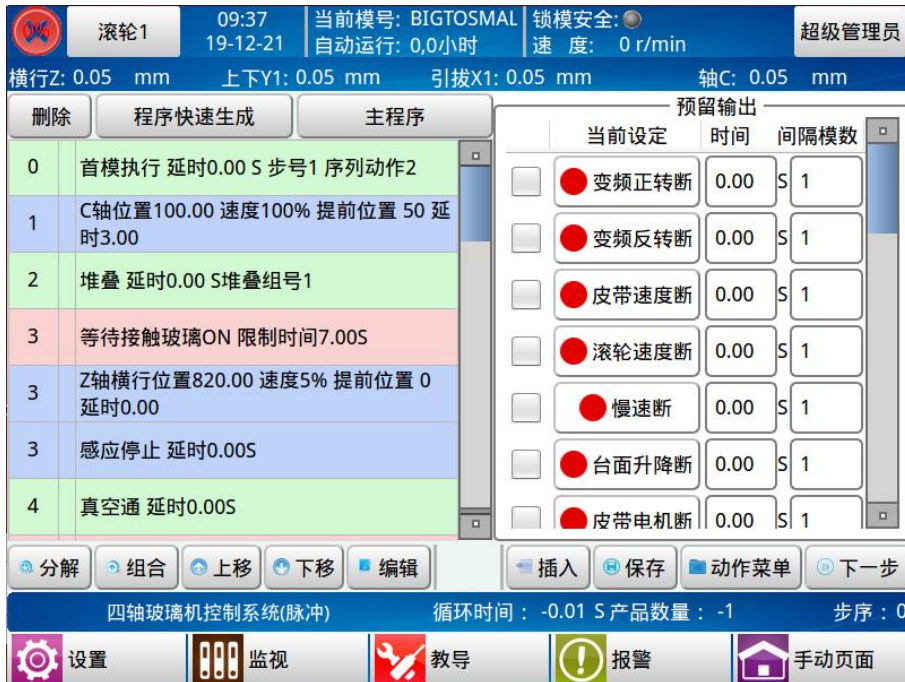 滚轮1
09:37
19-12-21
当前模号: BIGTOSMAL
自动运行: 0,0小时
锁模安全:
速 度: 0 r/min
超级管理员
横行Z: 0.05 mm 上下Y1: 0.05 mm 引拔X1: 0.05 mm 轴C: 0.05 mm
删除 程序快速生成 主程序
0 首模执行 延时0.00 S 步号1 序列动作2
1 C轴位置100.00 速度100% 提前位置 50 延
时3.00
2 堆叠 延时0.00 S堆叠组号1
3 等待接触玻璃ON 限制时间7.00S
3 Z轴横行位置820.00 速度5% 提前位置 0
延时0.00
3 感应停止 延时0.00S
4 真空通 延时0.00S
预留输出
当前设定 时间 间隔模数
变频正转断 0.00 S 1
变频反转断 0.00 S 1
皮带速度断 0.00 S 1
滚轮速度断 0.00 S 1
慢速断 0.00 S 1
台面升降断 0.00 S 1
皮带电机断 0.00 S 1
分解 组合 上移 下移 编辑 插入 保存 动作菜单 下一步
四轴玻璃机控制系统(脉冲) 循环时间： -0.01 S 产品数量： -1 步序：0
设置 监视 教导 报警 手动页面